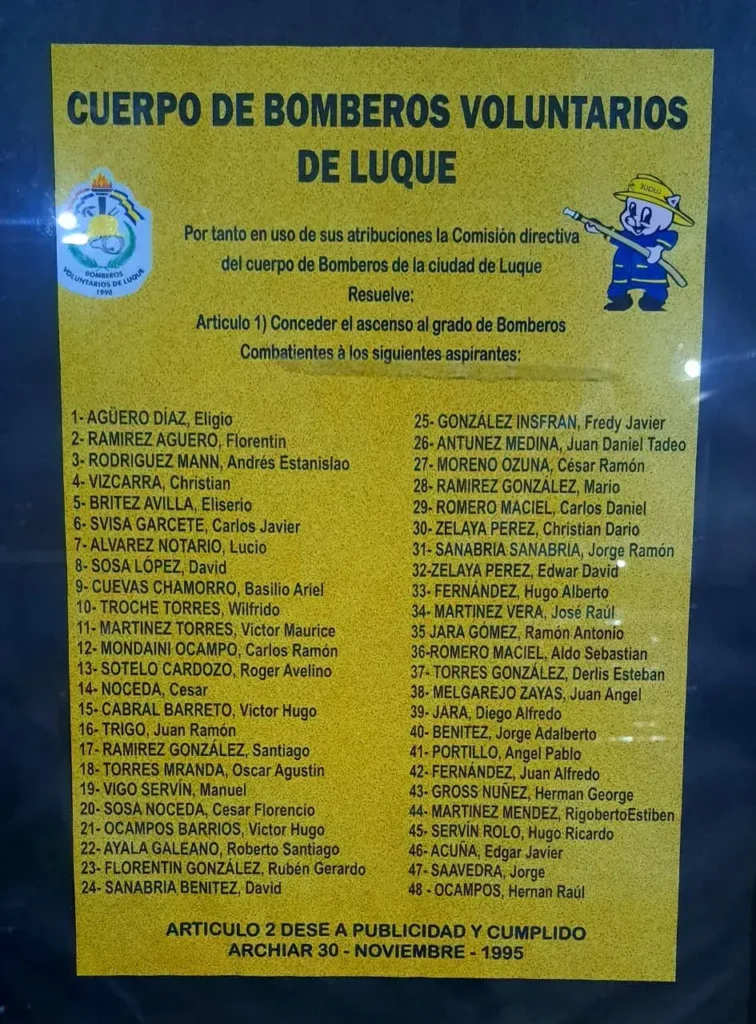 CUERPO DE BOMBEROS VOLUNTARIOS
DE LUQUE
BOMBEROS
VOLUNTARIOS DE LUQUE
1990
Por tanto en uso de sus atribuciones la Comisión directiva
del cuerpo de Bomberos de la ciudad de Luque
Resuelve:
Articulo 1) Conceder el ascenso al grado de Bomberos
Combatientes à los siguientes aspirantes:
1- AGÜERO DÍAZ, Eligio
2- RAMIREZ AGUERO, Florentin
3- RODRIGUEZ MANN, Andrés Estanislao
4- VIZCARRA, Christian
5- BRITEZ AVILLA, Eliserio
6- SVISA GARCETE, Carlos Javier
7- ALVAREZ NOTARIO, Lucio
8- SOSA LÓPEZ, David
9- CUEVAS CHAMORRO, Basilio Ariel
10- TROCHE TORRES, Wilfrido
11- MARTINEZ TORRES, Victor Maurice
12- MONDAINI OCAMPO, Carlos Ramón
13- SOTELO CARDOZO, Roger Avelino
14- NOCEDA, Cesar
15- CABRAL BARRETO, Victor Hugo
16- TRIGO, Juan Ramón
17- RAMIREZ GONZÁLEZ, Santiago
18- TORRES MRANDA, Oscar Agustin
19- VIGO SERVÍN, Manuel
20- SOSA NOCEDA, Cesar Florencio
21- OCAMPOS BARRIOS, Victor Hugo
22- AYALA GALEANO, Roberto Santiago
23- FLORENTIN GONZÁLEZ, Rubén Gerardo
24- SANABRIA BENITEZ, David
25- GONZÁLEZ INSFRAN, Fredy Javier
26- ANTUNEZ MEDINA, Juan Daniel Tadeo
27- MORENO OZUNA, César Ramón
28- RAMIREZ GONZÁLEZ, Mario
29- ROMERO MACIEL, Carlos Daniel
30- ZELAYA PEREZ, Christian Dario
31- SANABRIA SANABRIA, Jorge Ramón
32-ZELAYA PEREZ, Edwar David
33- FERNÁNDEZ, Hugo Alberto
34- MARTINEZ VERA, José Raúl
35 JARA GÓMEZ, Ramón Antonio
36-ROMERO MACIEL, Aldo Sebastian
37- TORRES GONZÁLEZ, Derlis Esteban
38- MELGAREJO ZAYAS, Juan Angel
39- JARA, Diego Alfredo
40- BENITEZ, Jorge Adalberto
41- PORTILLO, Angel Pablo
42- FERNÁNDEZ, Juan Alfredo
43- GROSS NUÑEZ, Herman George
44- MARTINEZ MENDEZ, RigobertoEstiben
45- SERVÍN ROLO, Hugo Ricardo
46- ACUÑA, Edgar Javier
47- SAAVEDRA, Jorge
48 - OCAMPOS, Hernan Raúl
ARTICULO 2 DESE A PUBLICIDAD Y CUMPLIDO
ARCHIAR 30 - NOVIEMBRE - 1995